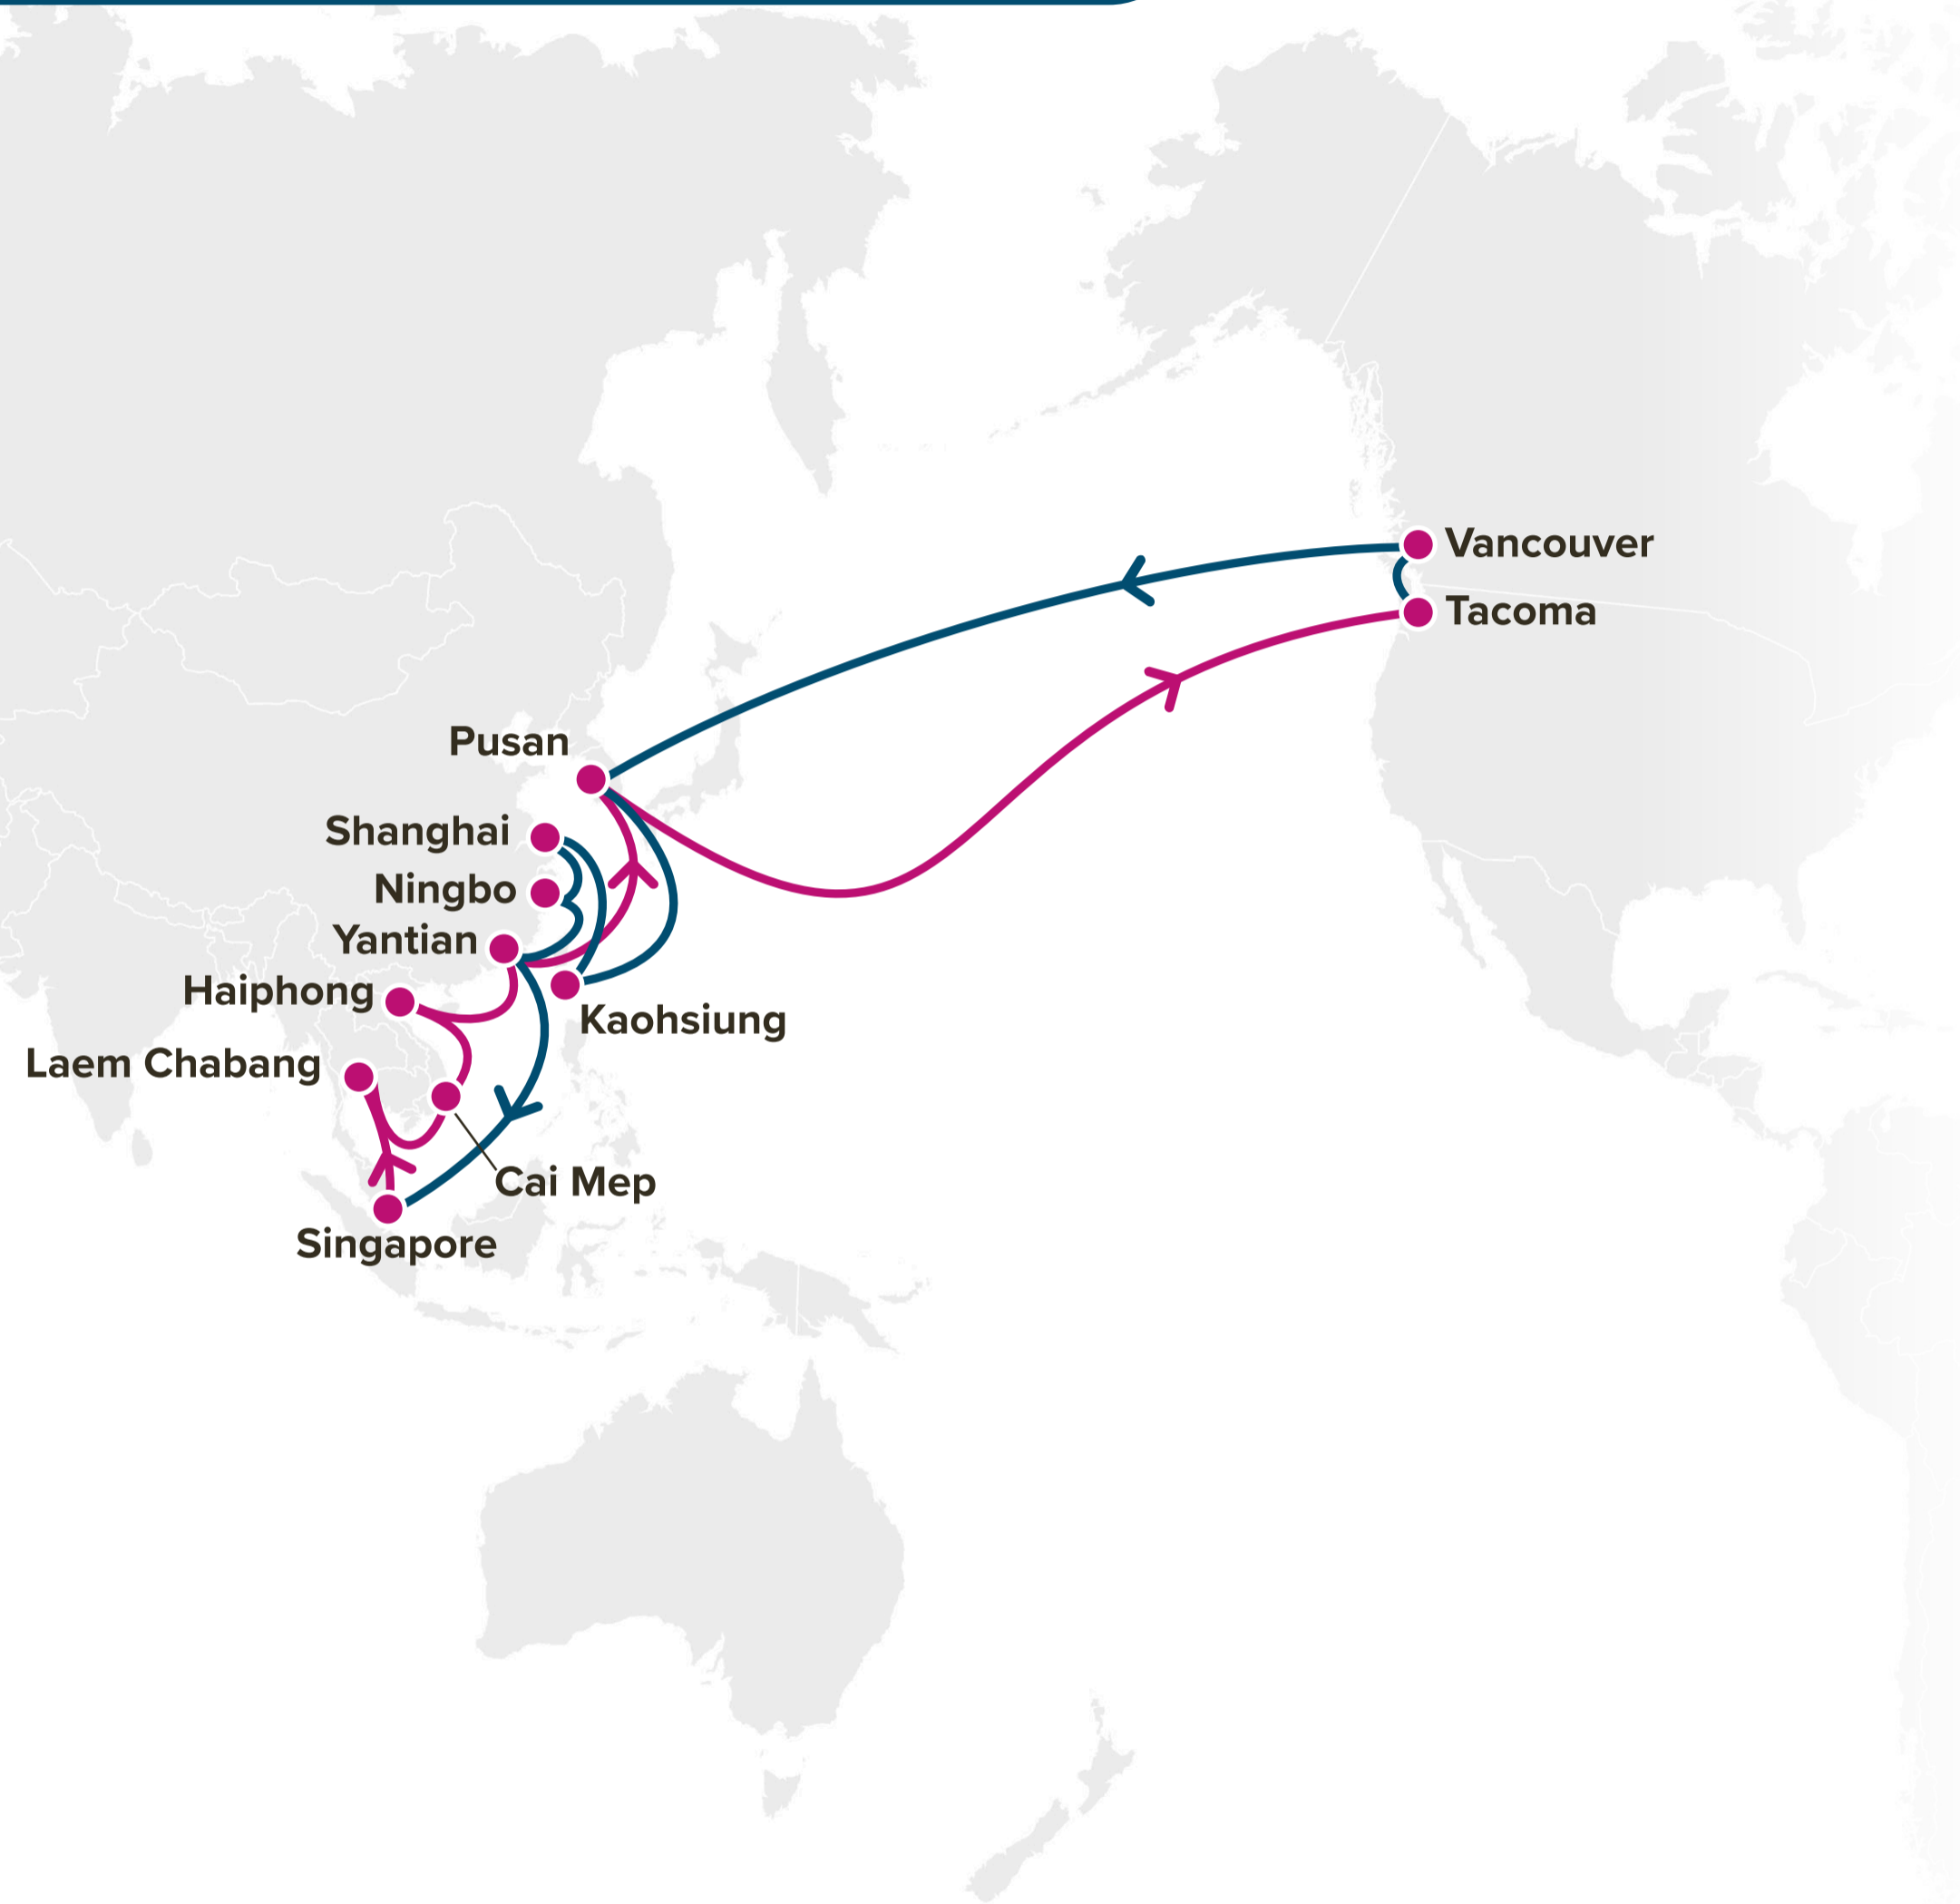 Vancouver
Tacoma
Pusan
Shanghai
Ningbo
Yantian
Haiphong
Kaohsiung
Laem Chabang
Cai Mep
Singapore